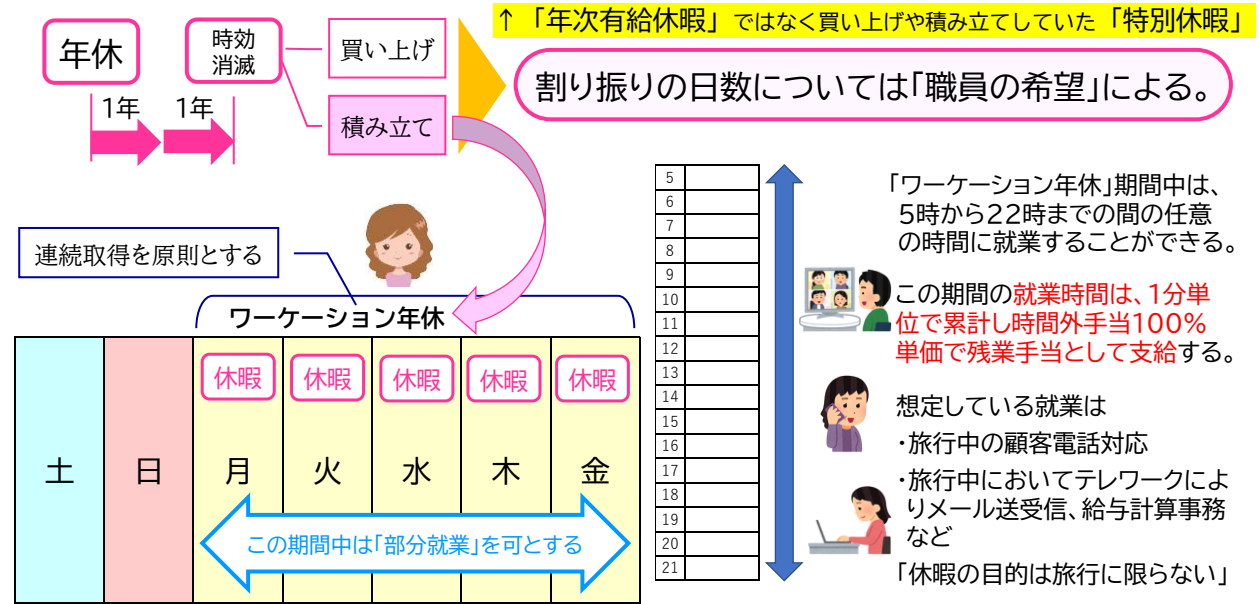 ↑「年次有給休暇」ではなく買い上げや積み立てしていた「特別休暇」
年休
時効
消滅
買い上げ
積み立て
1年
1年
割り振りの日数については「職員の希望」による。
連続取得を原則とする
ワーケーション年休
休暇
休暇
休暇
休暇
休暇
土
日
月
火
水
木
金
この期間中は「部分就業」を可とする
5
6
7
8
9
10
11
12
13
14
15
16
17
18
19
20
21
「ワーケーション年休」期間中は、
5時から22時までの間の任意
の時間に就業することができる。
この期間の就業時間は、1分単
位で累計し時間外手当100%
単価で残業手当として支給する。
想定している就業は
・旅行中の顧客電話対応
・旅行中においてテレワークによ
りメール送受信、給与計算事務
など
「休暇の目的は旅行に限らない」